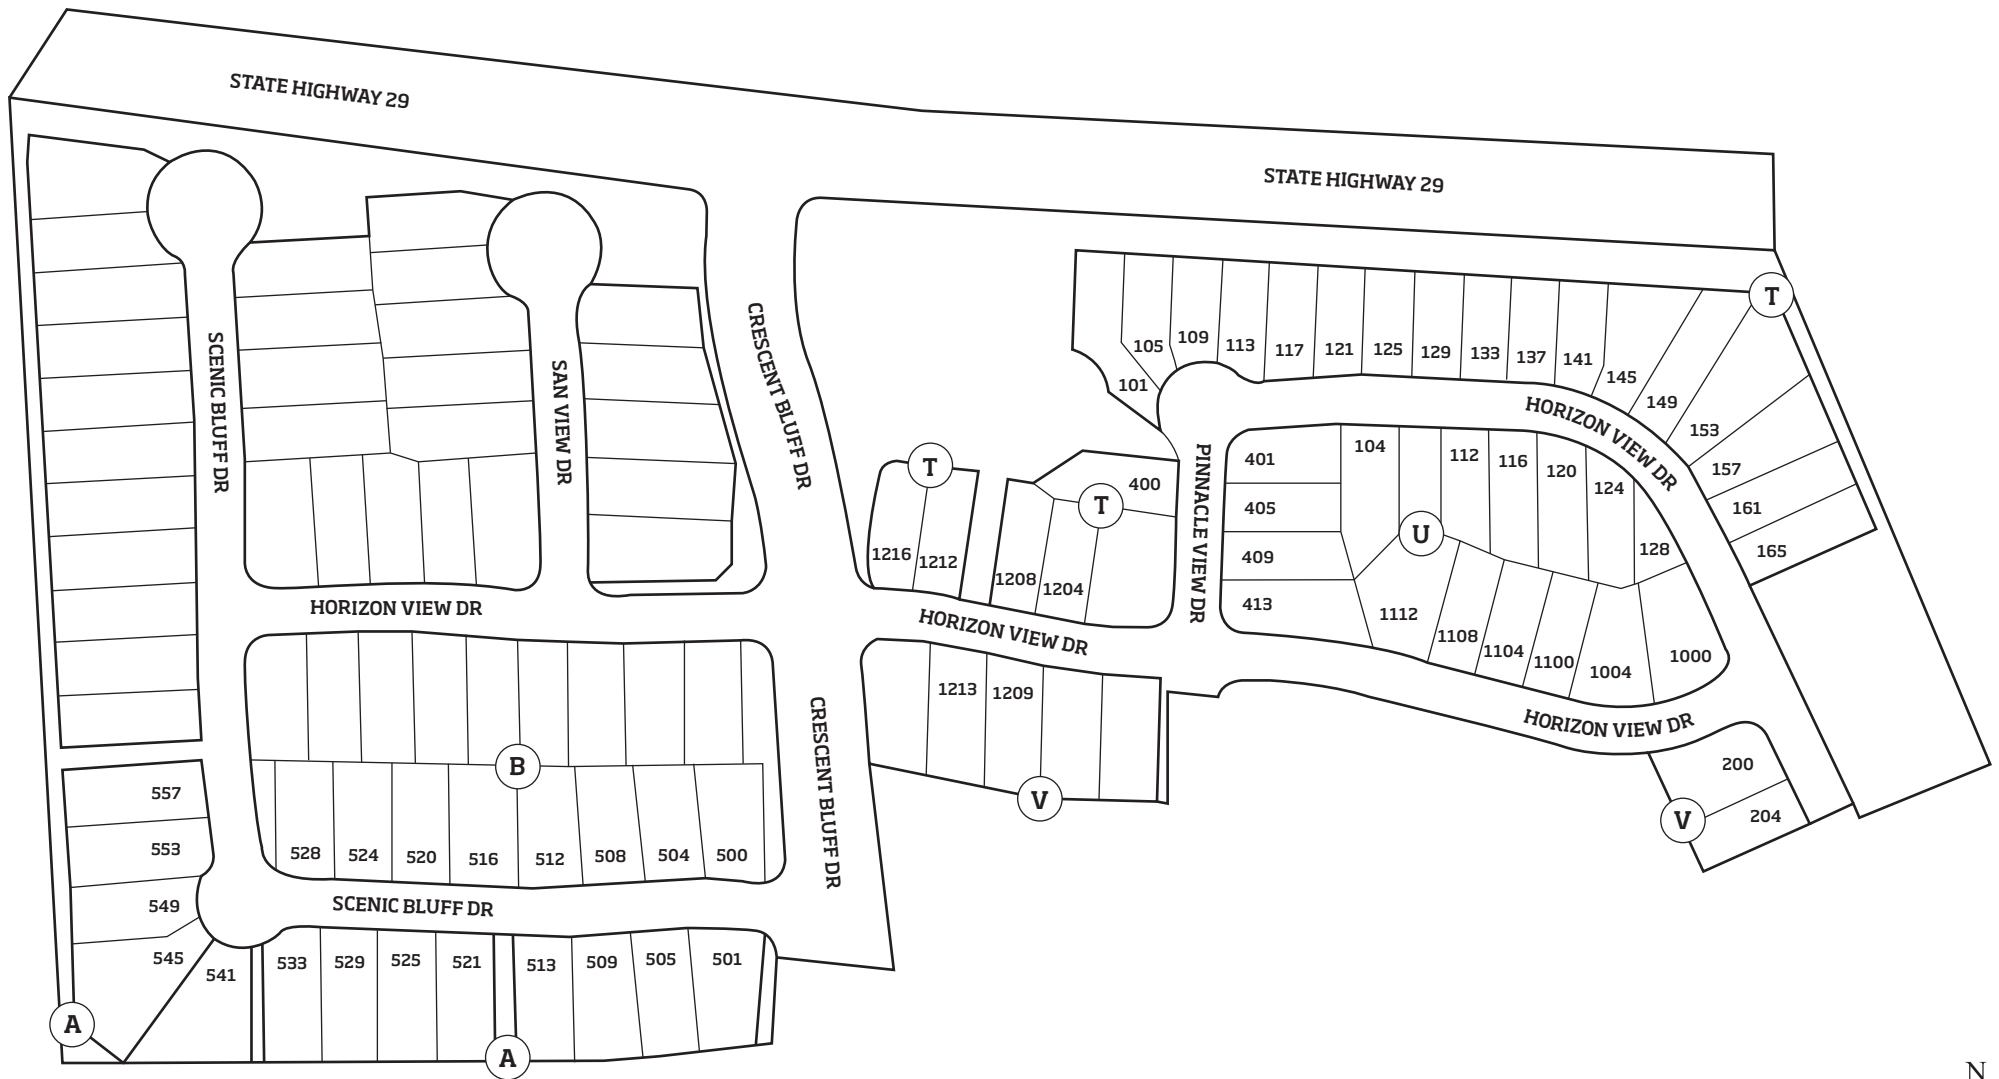 STATE HIGHWAY 29
STATE HIGHWAY 29
SCENIC BLUFF DR
SAN VIEW DR
CRESCENT BLUFF DR
HORIZON VIEW DR
T
105
109
113
117
121
125
129
133
137
141
145
149
153
157
161
165
101
HORIZON VIEW DR
T
T
400
1216
1212
1208
1204
PINNACLE VIEW DR
401
405
409
413
104
112
116
120
124
128
U
1112
1108
1104
1100
1004
1000
HORIZON VIEW DR
HORIZON VIEW DR
1213
1209
V
200
204
V
CRESCENT BLUFF DR
B
557
553
549
545
541
528
524
520
516
512
508
504
500
SCENIC BLUFF DR
533
529
525
521
513
509
505
501
A
A
N